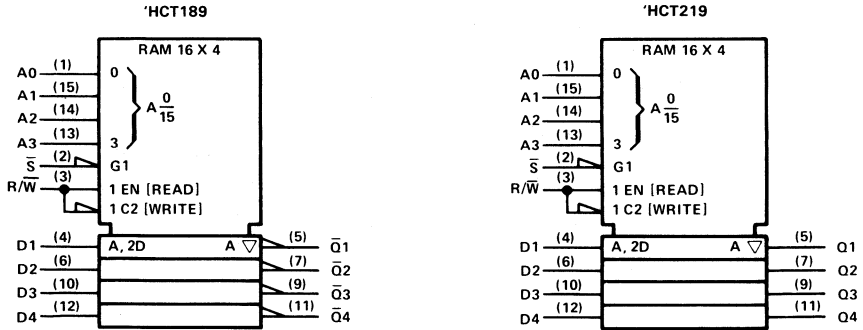 'HCT189
RAM 16 X 4
A0 (1) 0
A1 (15)
A2 (14)
A 0/15
A3 (13) 3
S̅ (2) G1
R/W̅ (3) 1 EN [READ]
1 C2 [WRITE]
D1 (4) A, 2D A ▽ (5) Q̅1
D2 (6) (7) Q̅2
D3 (10) (9) Q̅3
D4 (12) (11) Q̅4
'HCT219
RAM 16 X 4
A0 (1) 0
A1 (15)
A2 (14)
A 0/15
A3 (13) 3
S̅ (2) G1
R/W̅ (3) 1 EN [READ]
1 C2 [WRITE]
D1 (4) A, 2D A ▽ (5) Q1
D2 (6) (7) Q2
D3 (10) (9) Q3
D4 (12) (11) Q4